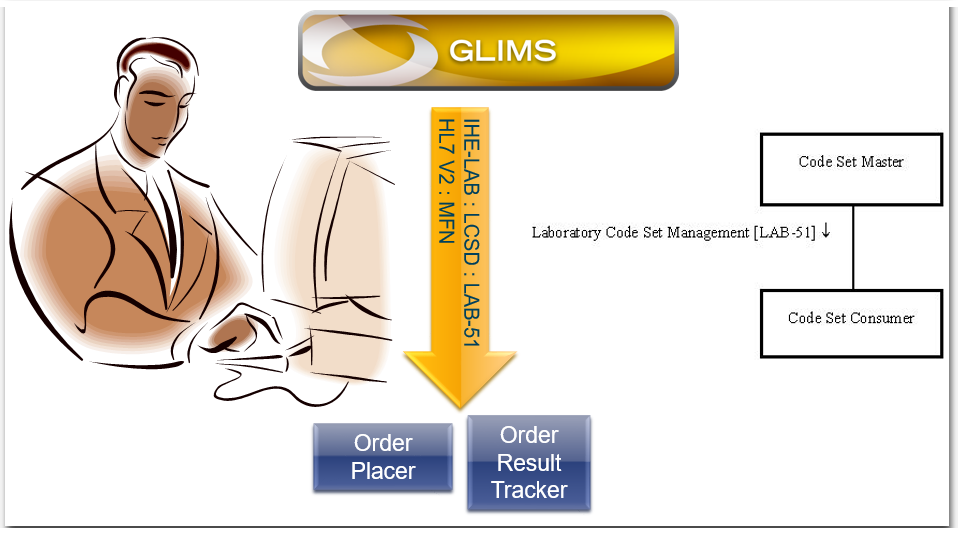 GLIMS
IHE-LAB : LCSD : LAB-51
HL7 V2 : MFN
Code Set Master
Laboratory Code Set Management [LAB-51] ↓
Code Set Consumer
Order
Placer
Order
Result
Tracker